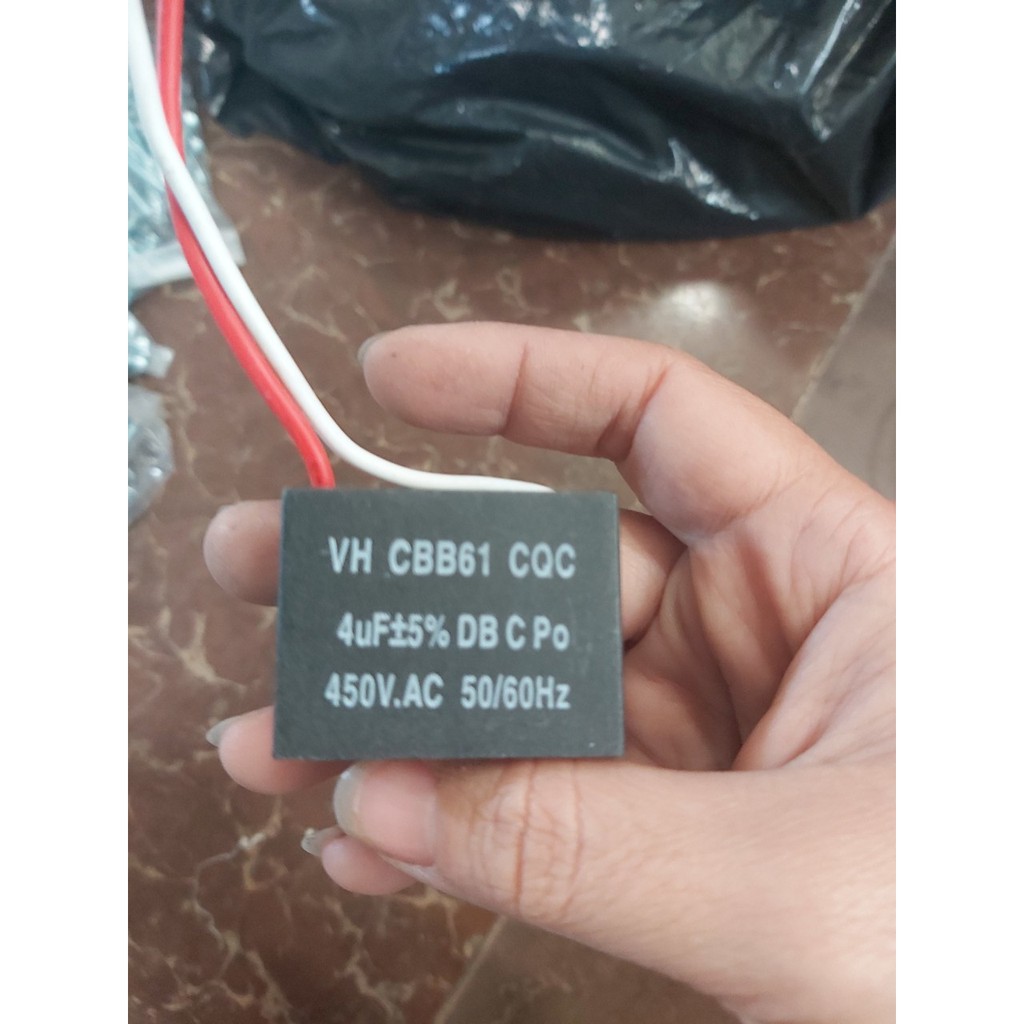 VH CBB61 CQC
4uF±5% DB C Po
450V.AC 50/60Hz